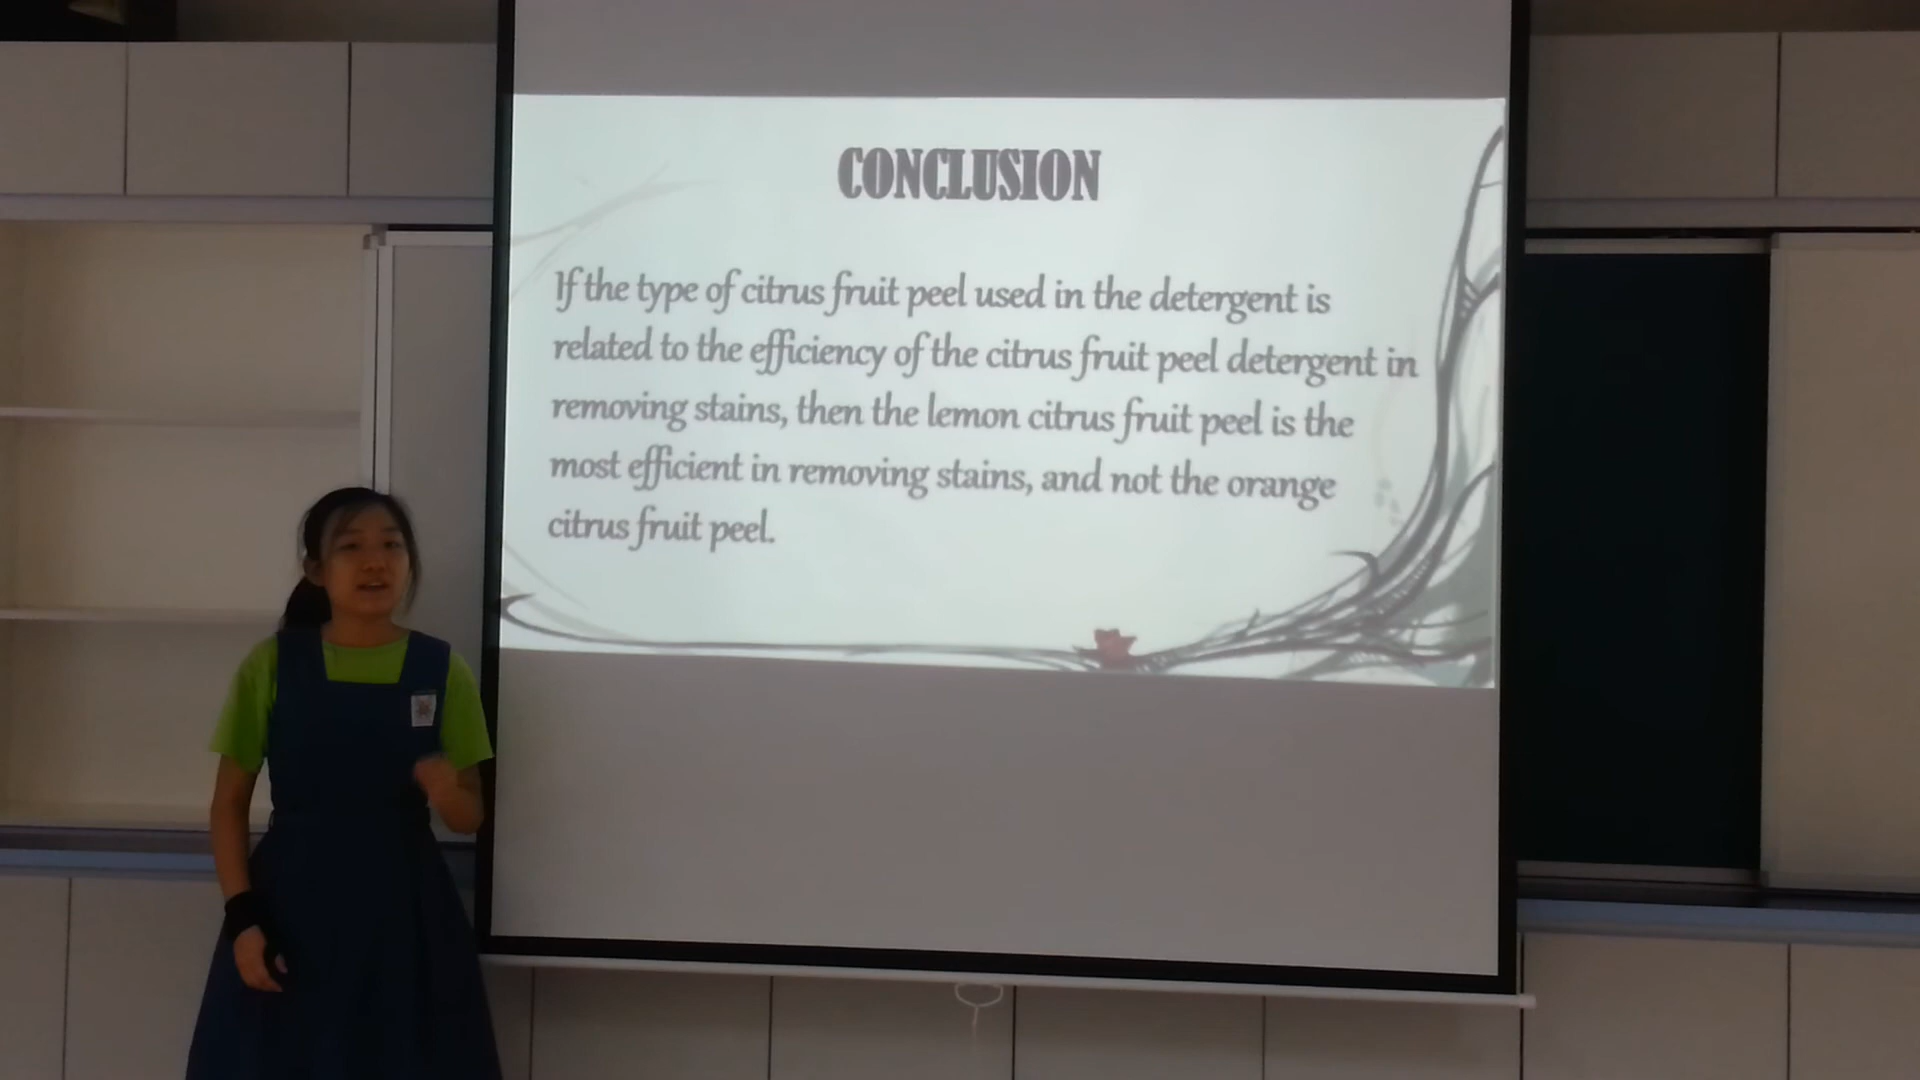 CONCLUSION
If the type of citrus fruit peel used in the detergent is
related to the efficiency of the citrus fruit peel detergent in
removing stains, then the lemon citrus fruit peel is the
most efficient in removing stains, and not the orange
citrus fruit peel.